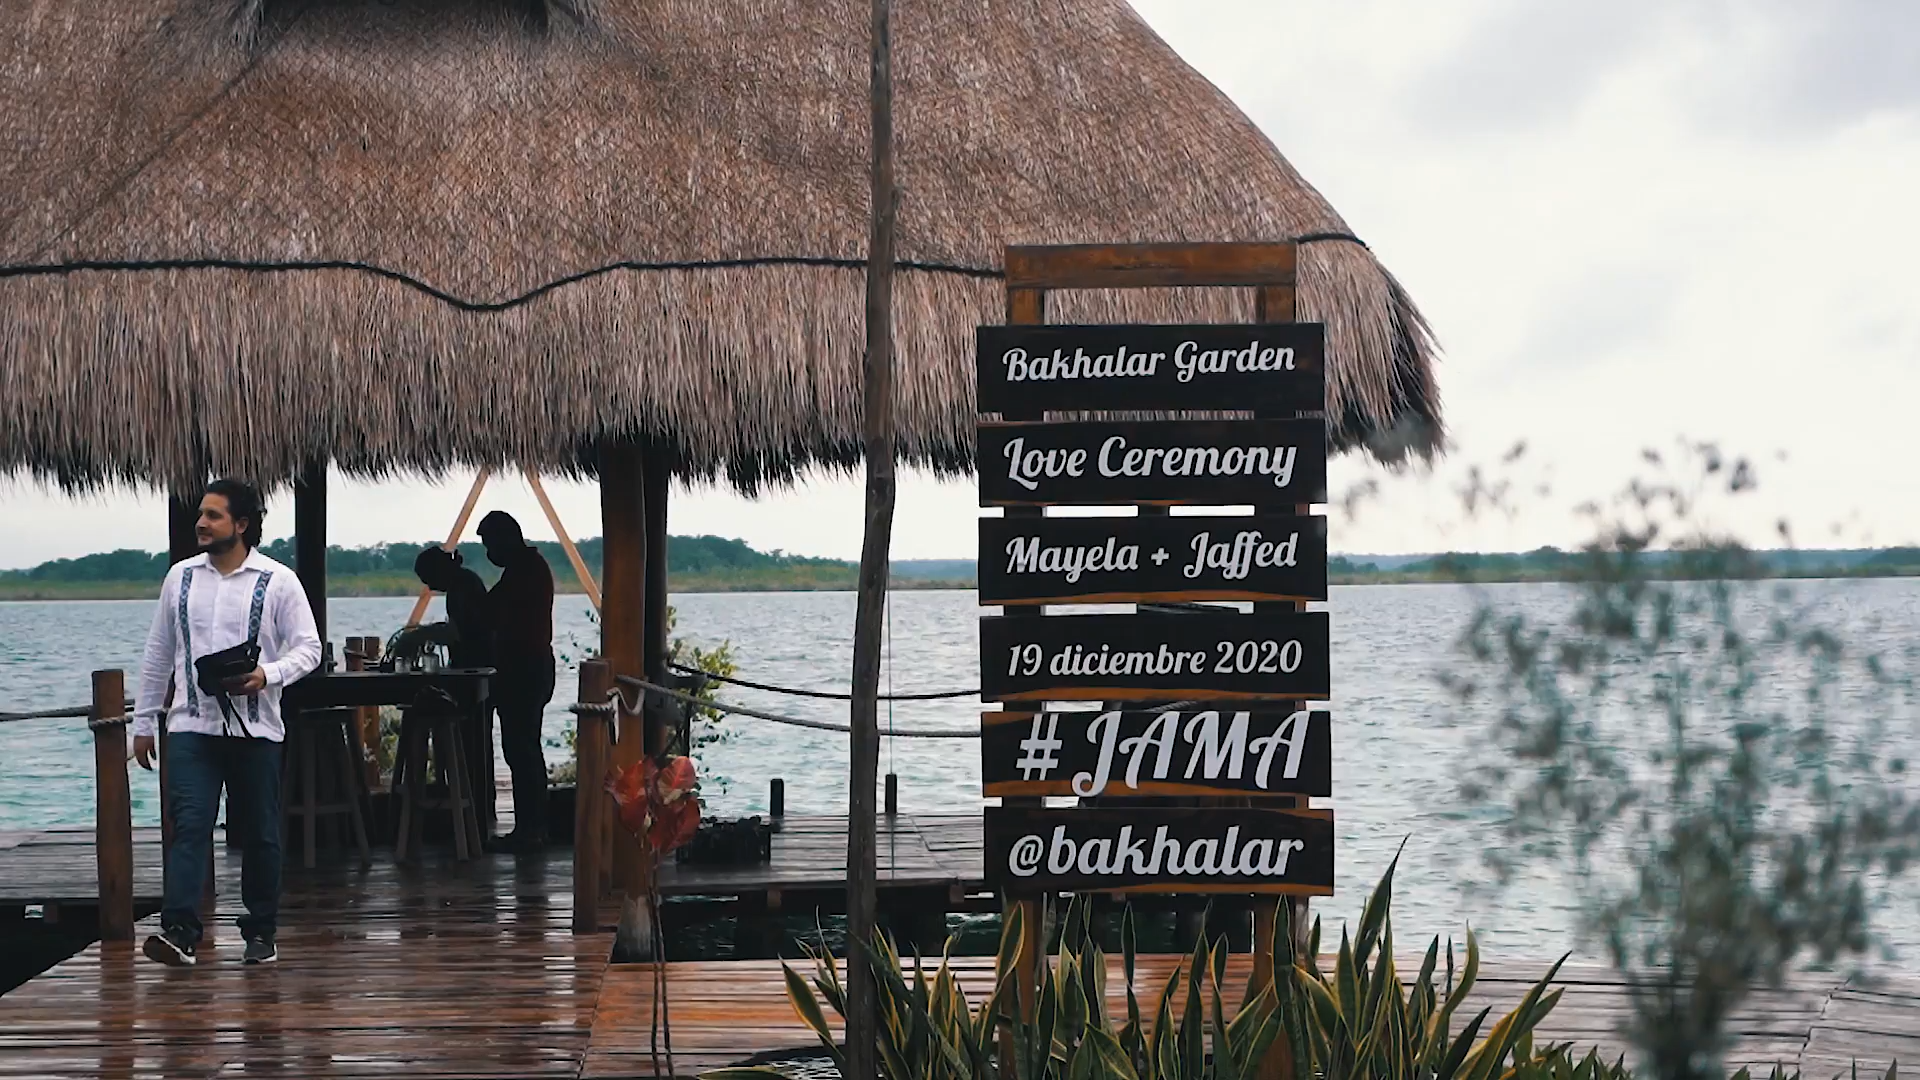 Bakhalar Garden
Love Ceremony
Mayela + Jaffed
19 diciembre 2020
#JAMA
@bakhalar